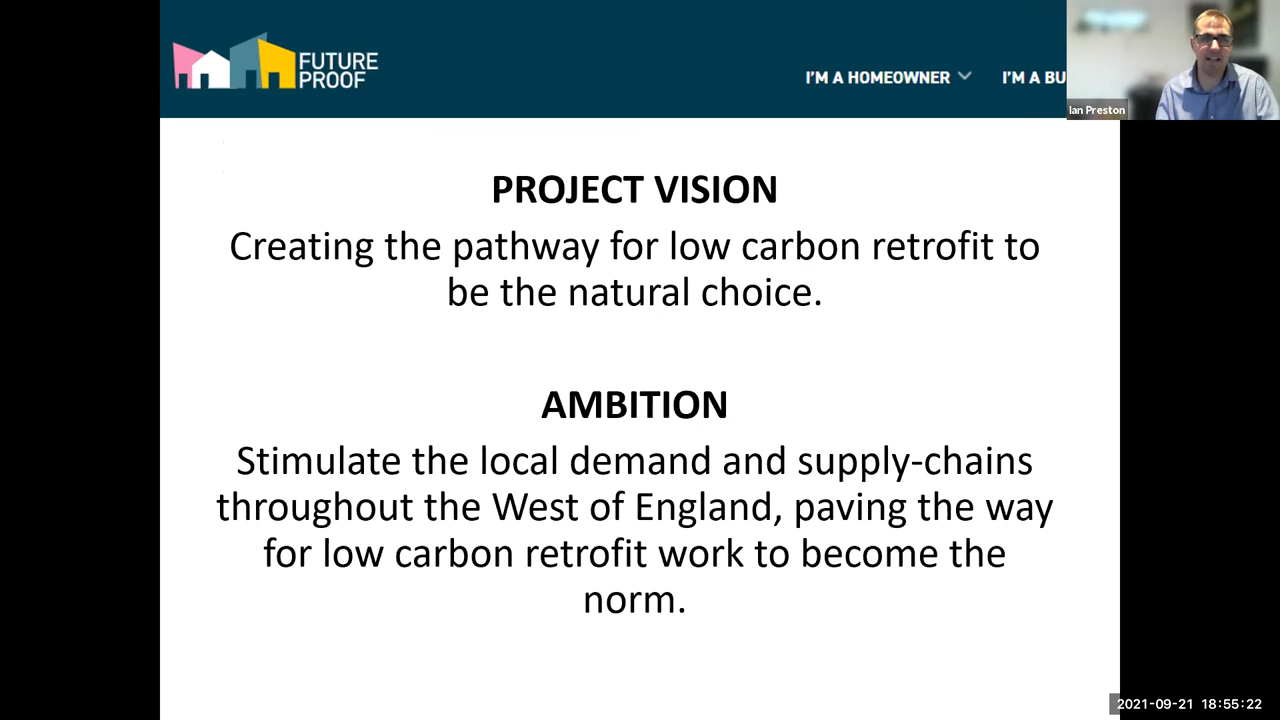 FUTURE
PROOF
I'M A HOMEOWNER
I'M A BU
Ian Preston
PROJECT VISION
Creating the pathway for low carbon retrofit to
be the natural choice.
AMBITION
Stimulate the local demand and supply-chains
throughout the West of England, paving the way
for low carbon retrofit work to become the
norm.
2021-09-21 18:55:22